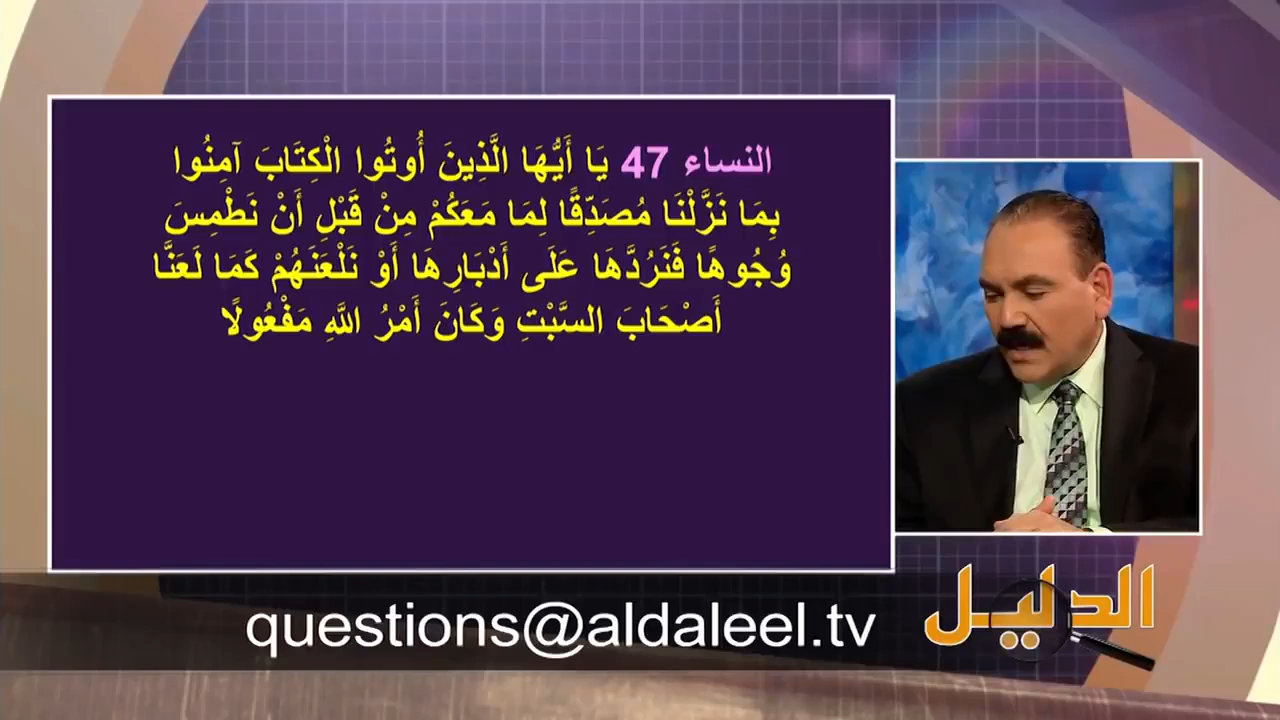 النساء 47 يَا أَيُّهَا الَّذِينَ أُوتُوا الْكِتَابَ آمِنُوا
بِمَا نَزَّلْنَا مُصَدِّقًا لِمَا مَعَكُمْ مِنْ قَبْلِ أَنْ نَطْمِسَ
وُجُوهًا فَنَرُدَّهَا عَلَى أَدْبَارِهَا أَوْ نَلْعَنَهُمْ كَمَا لَعَنَّا
أَصْحَابَ السَّبْتِ وَكَانَ أَمْرُ اللَّهِ مَفْعُولًا
questions@aldaleel.tv
الدليل